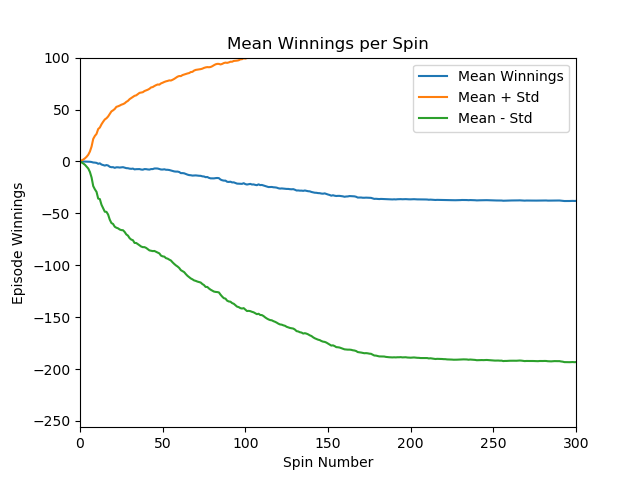 Mean Winnings per Spin
Mean Winnings
Mean + Std
Mean - Std
Episode Winnings
100
50
0
−50
−100
−150
−200
−250
0 50 100 150 200 250 300
Spin Number